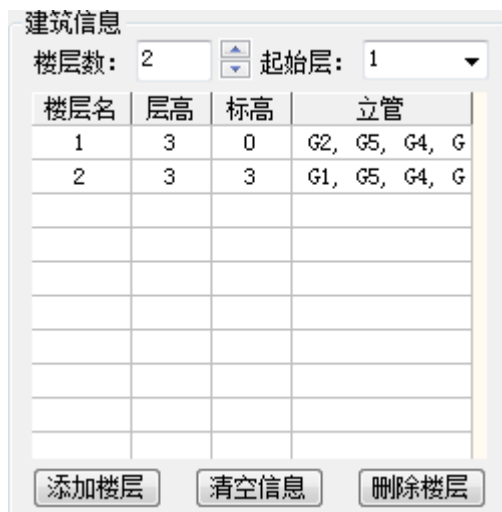 建筑信息
楼层数: 2 起始层: 1
楼层名 层高 标高 立管
1 3 0 G2, G5, G4, G
2 3 3 G1, G5, G4, G
添加楼层 清空信息 删除楼层